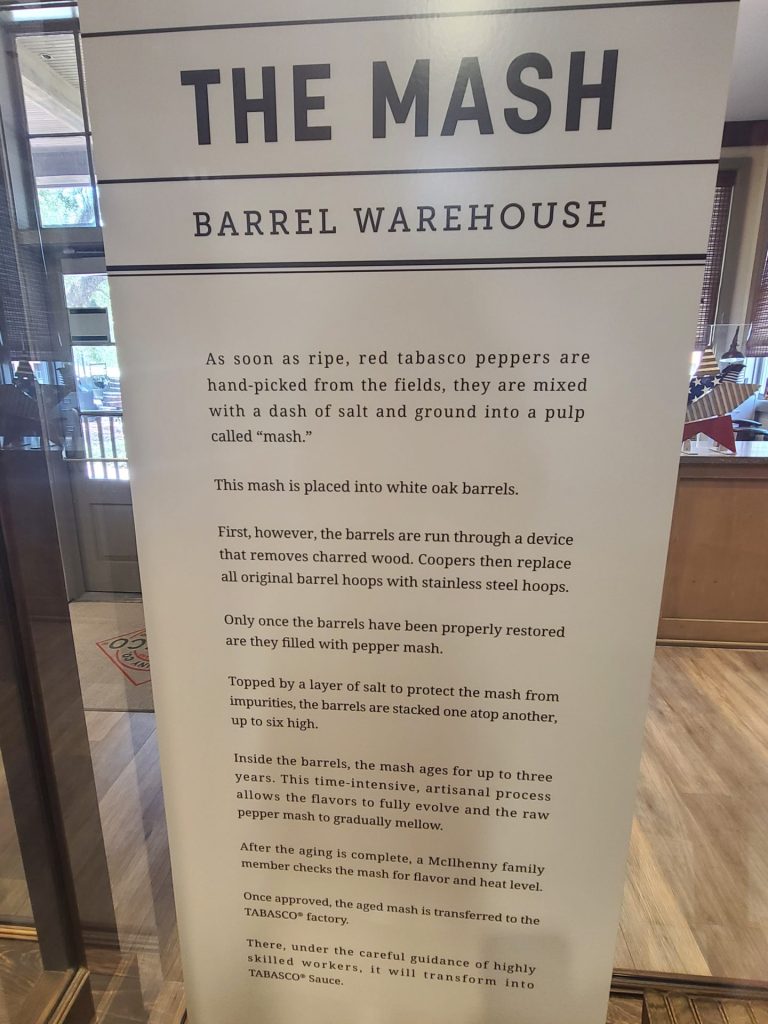 THE MASH
BARREL WAREHOUSE
As soon as ripe, red tabasco peppers are
hand-picked from the fields, they are mixed
with a dash of salt and ground into a pulp
called “mash.”
This mash is placed into white oak barrels.
First, however, the barrels are run through a device
that removes charred wood. Coopers then replace
all original barrel hoops with stainless steel hoops.
Only once the barrels have been properly restored
are they filled with pepper mash.
Topped by a layer of salt to protect the mash from
impurities, the barrels are stacked one atop another,
up to six high.
Inside the barrels, the mash ages for up to three
years. This time-intensive, artisanal process
allows the flavors to fully evolve and the raw
pepper mash to gradually mellow.
After the aging is complete, a McIlhenny family
member checks the mash for flavor and heat level.
Once approved, the aged mash is transferred to the
TABASCO® factory.
There, under the careful guidance of highly
skilled workers, it will transform into
TABASCO® Sauce.